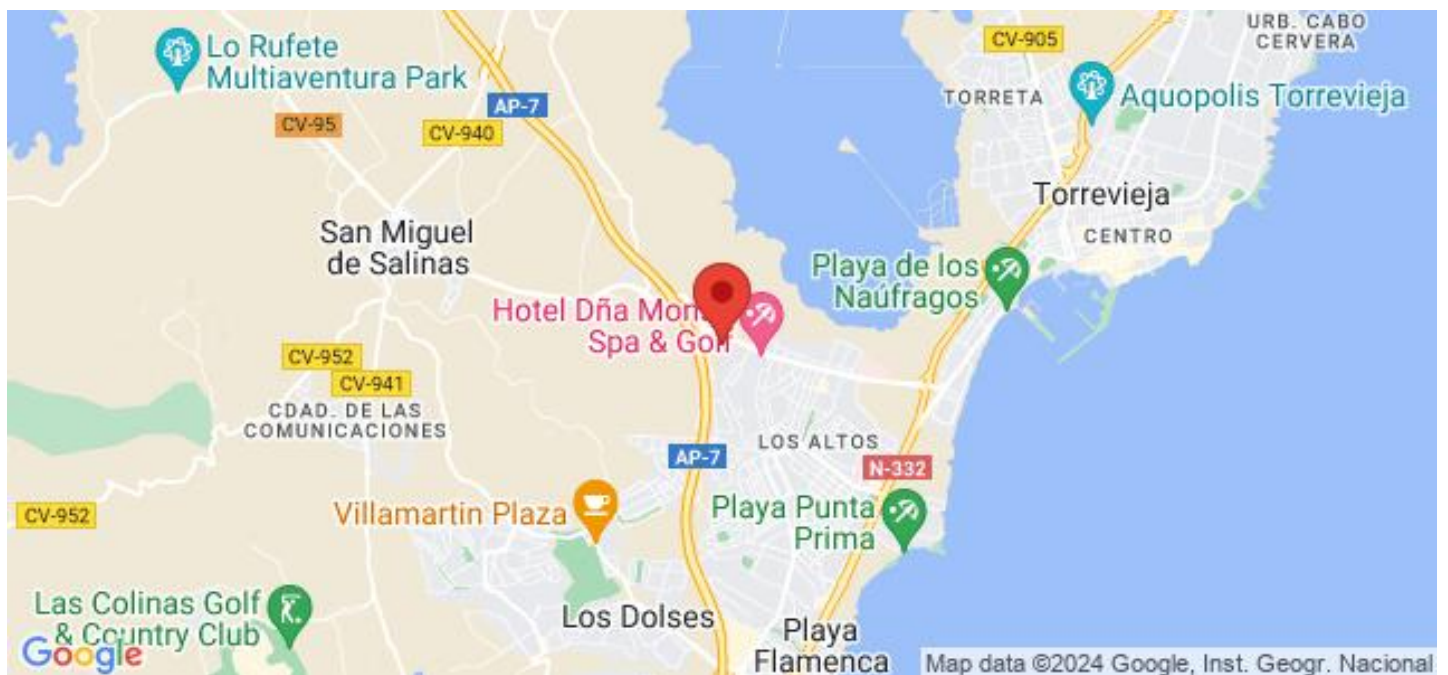 URB. CABO
CERVERA
CV-905
Lo Rufete
Multiaventura Park
TORRETA
Aquopolis Torrevieja
AP-7
CV-95
CV-940
Torrevieja
San Miguel
de Salinas
CENTRO
Playa de los
Naúfragos
Hotel Dña Mon
Spa & Golf
CV-952
CV-941
CDAD. DE LAS
COMUNICACIONES
LOS ALTOS
AP-7
N-332
CV-952
Villamartin Plaza
Playa Punta
Prima
Las Colinas Golf
& Country Club
Los Dolses
Playa
Flamenca
Google
Map data ©2024 Google, Inst. Geogr. Nacional